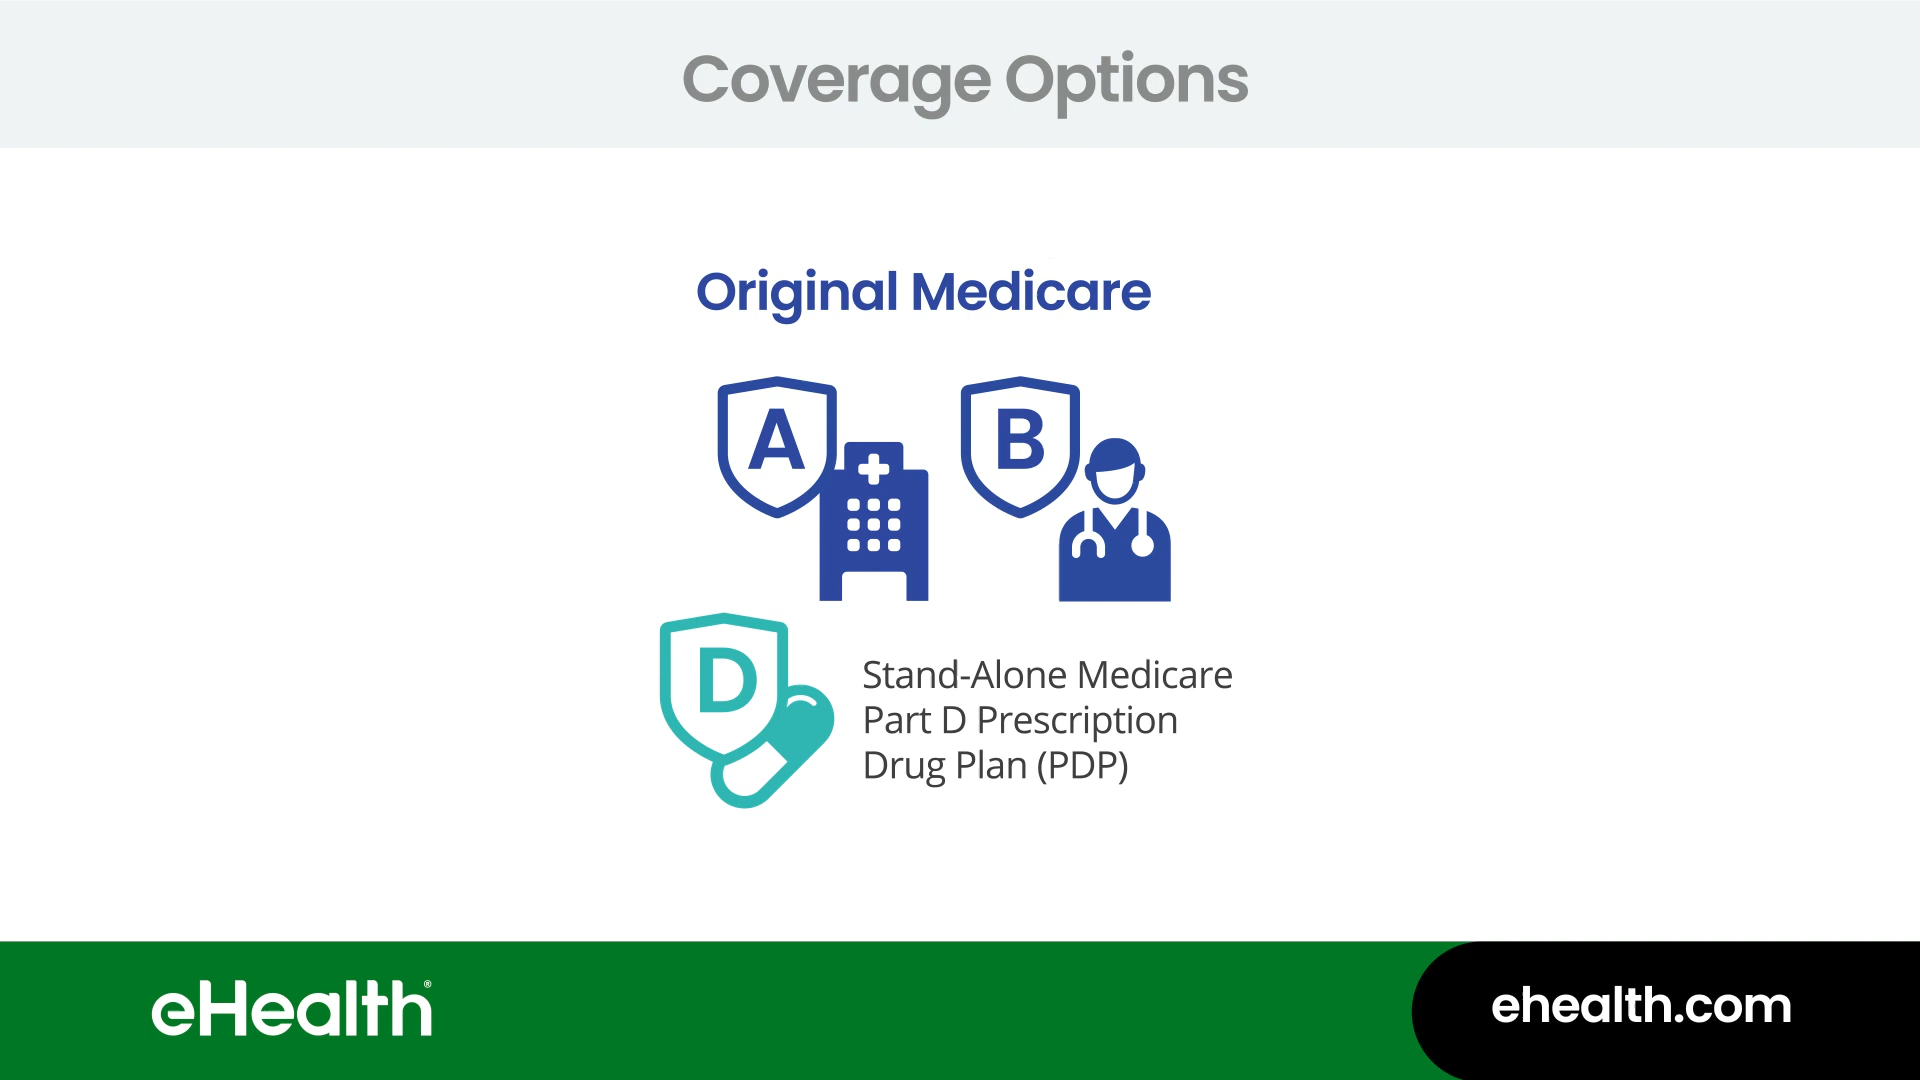 Coverage Options
Original Medicare
A
B
D
Stand-Alone Medicare
Part D Prescription
Drug Plan (PDP)
eHealth®
ehealth.com